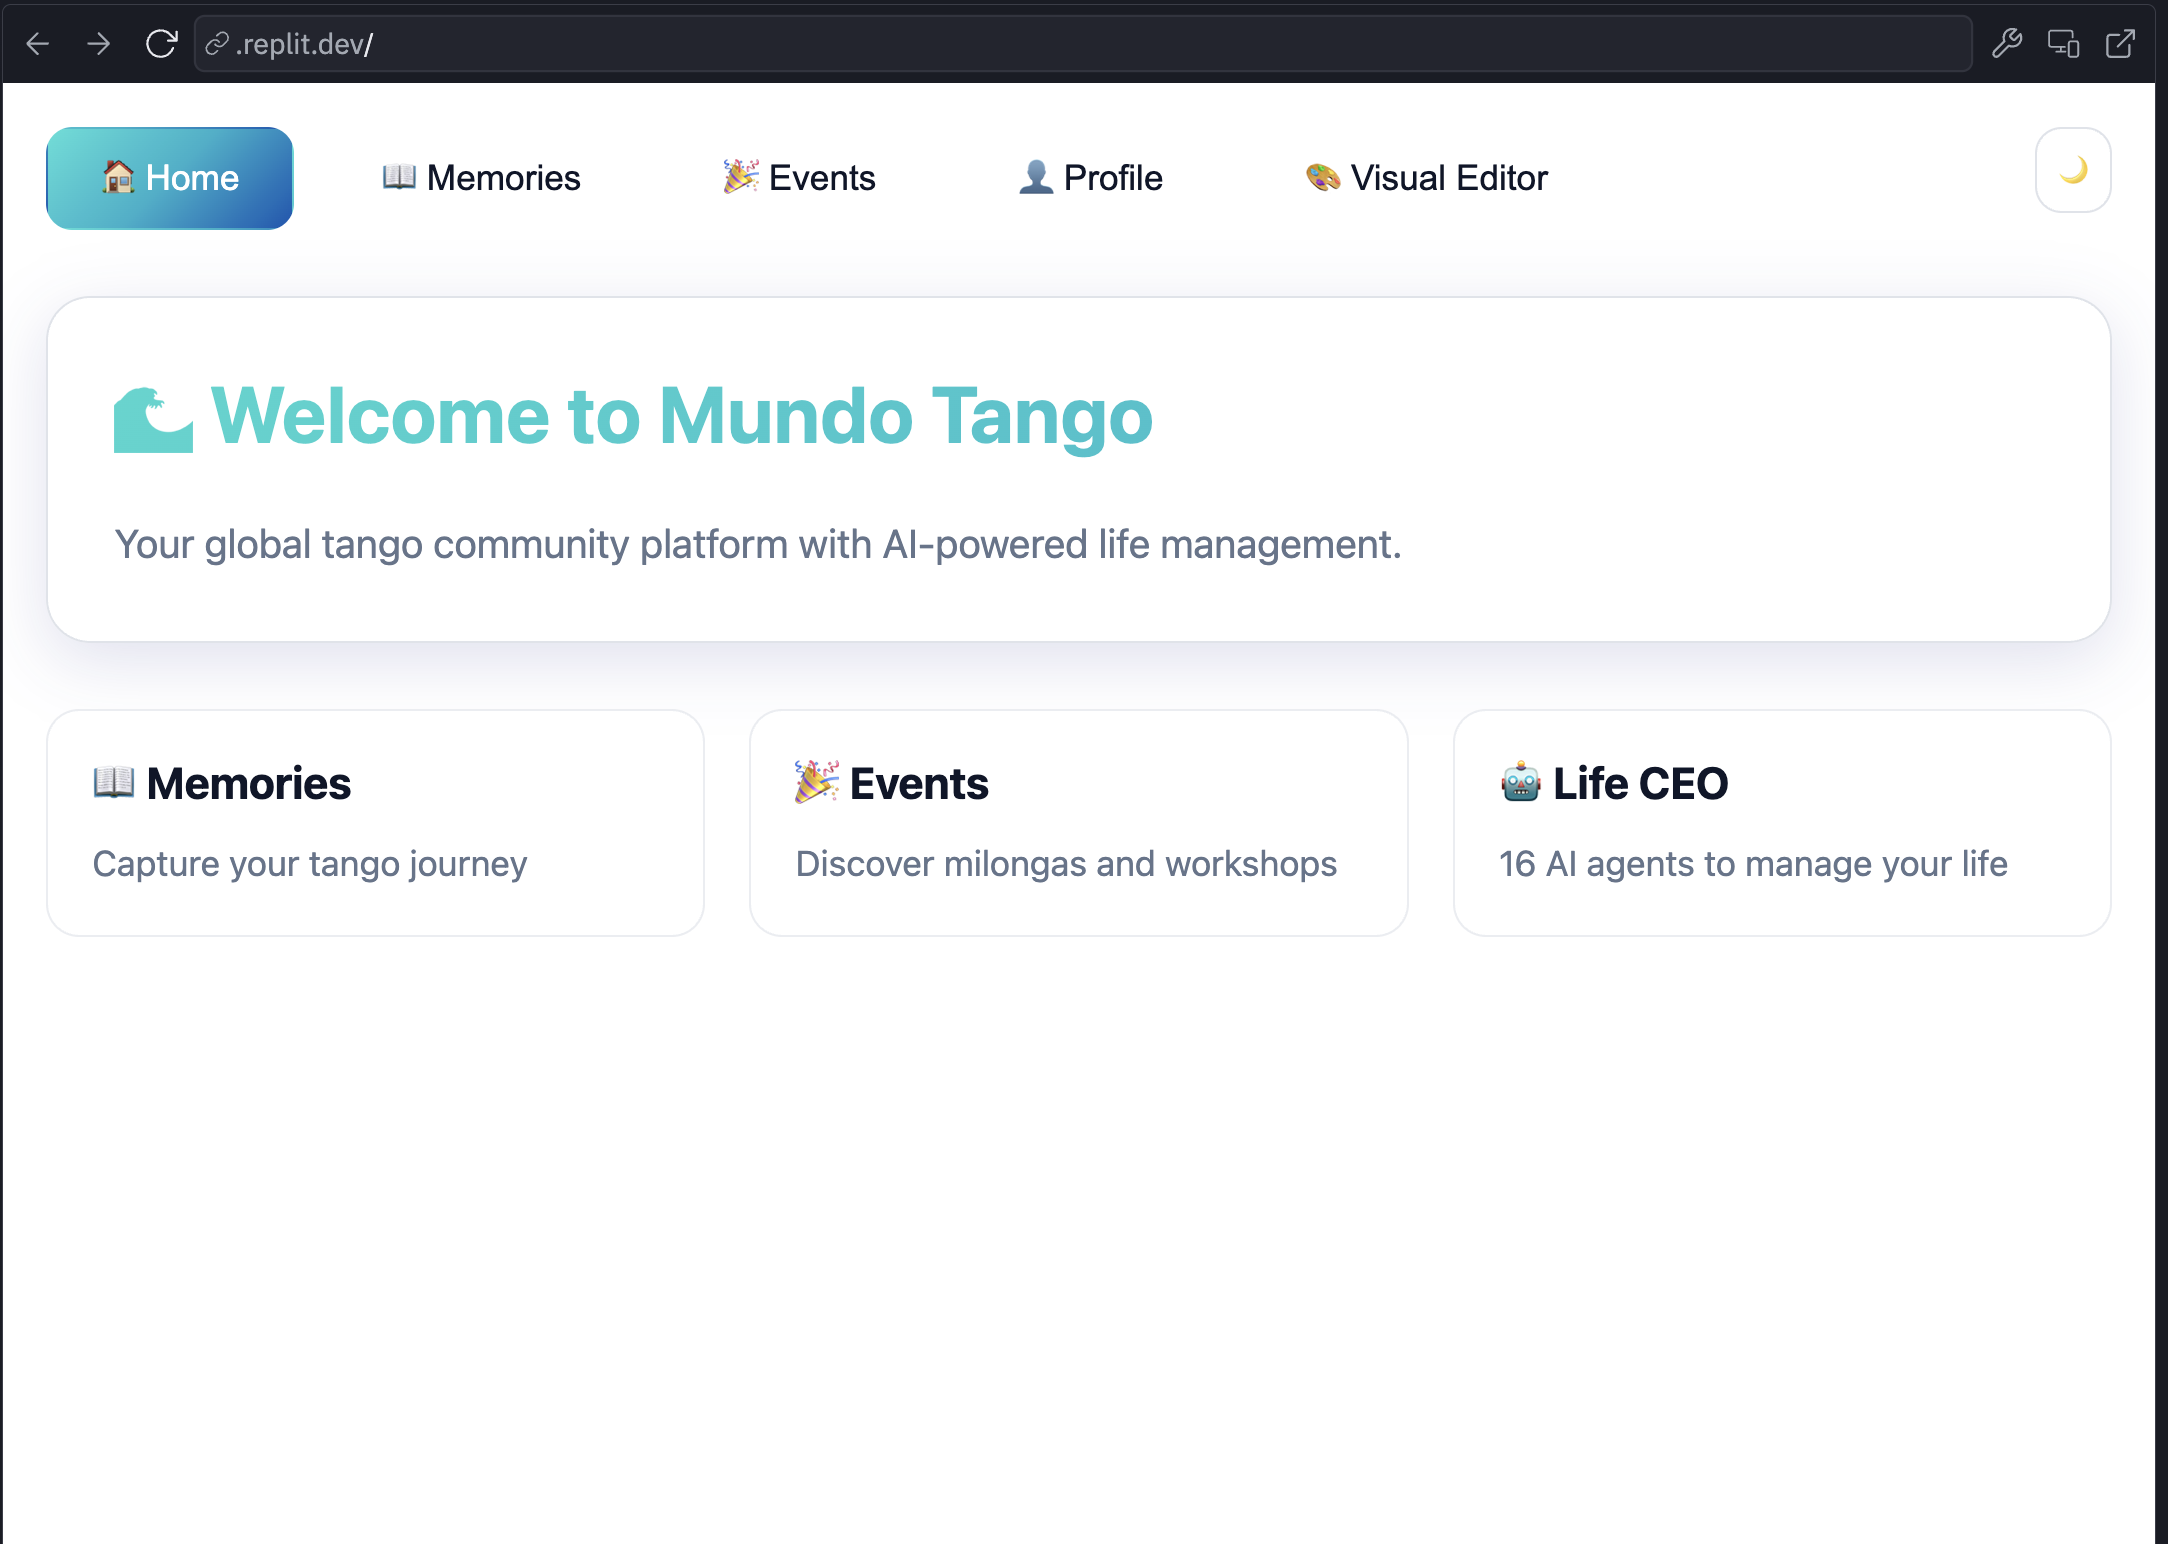 .replit.dev/
🏠 Home
📖 Memories
🎉 Events
👤 Profile
🎨 Visual Editor
🌊 Welcome to Mundo Tango
Your global tango community platform with AI-powered life management.
📖 Memories
Capture your tango journey
🎉 Events
Discover milongas and workshops
🤖 Life CEO
16 AI agents to manage your life